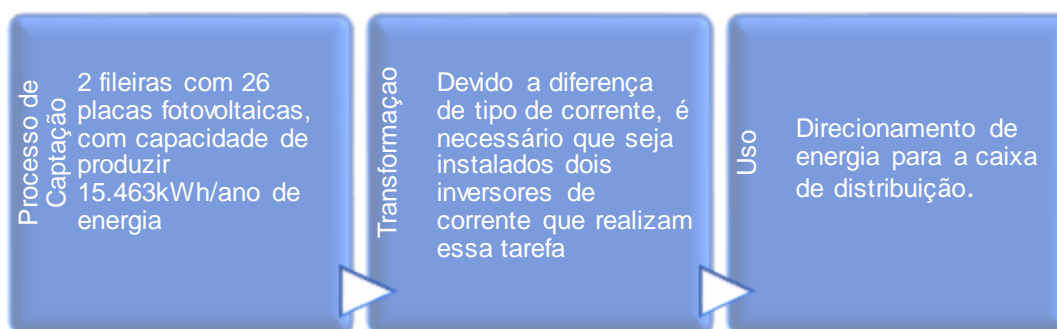 Processo de
Captação
2 fileiras com 26
placas fotovoltaicas,
com capacidade de
produzir
15.463kWh/ano de
energia
Transformaçao
Devido a diferença
de tipo de corrente, é
necessário que seja
instalados dois
inversores de
corrente que realizam
essa tarefa
Uso
Direcionamento de
energia para a caixa
de distribuição.